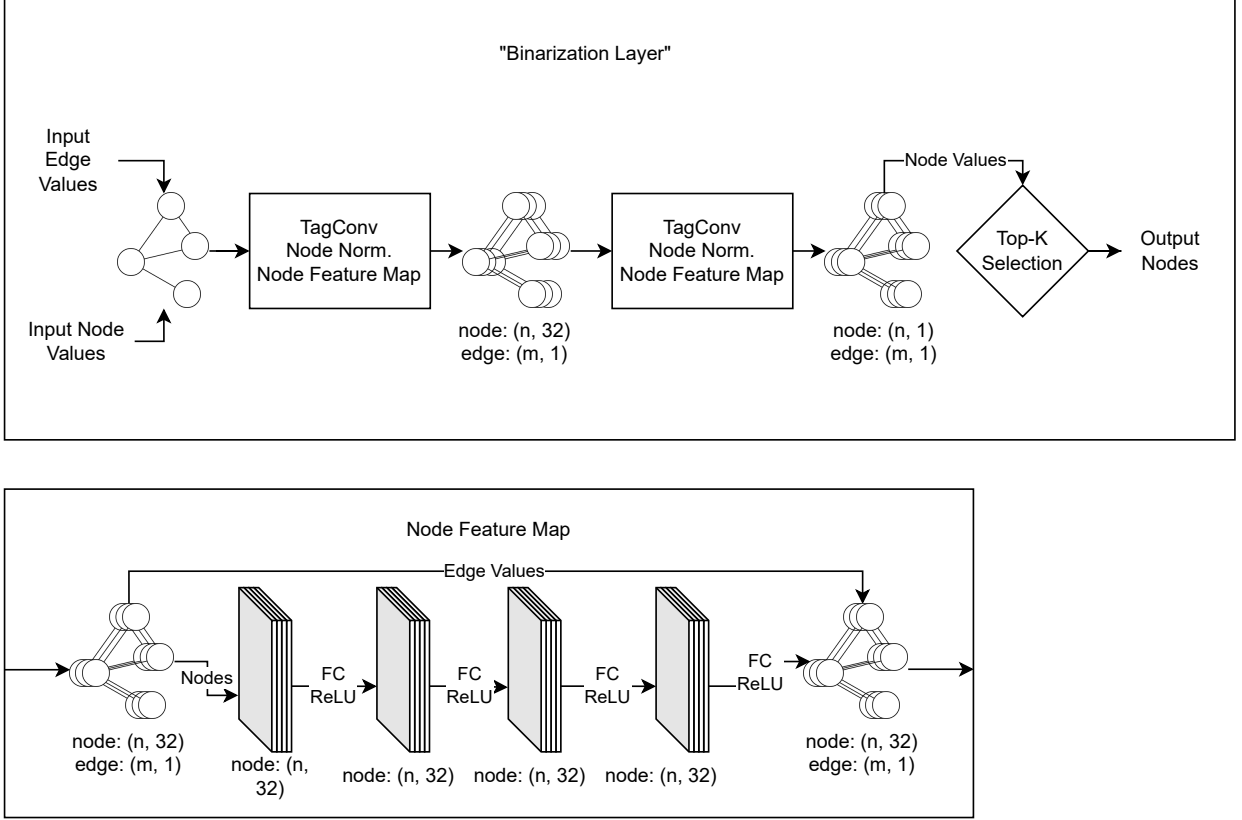 "Binarization Layer"
Input
Edge
Values
Input Node
Values
TagConv
Node Norm.
Node Feature Map
node: (n, 32)
edge: (m, 1)
TagConv
Node Norm.
Node Feature Map
node: (n, 1)
edge: (m, 1)
Node Values
Top-K
Selection
Output
Nodes
Node Feature Map
Edge Values
node: (n, 32)
edge: (m, 1)
Nodes
node: (n,
32)
FC
ReLU
node: (n, 32)
FC
ReLU
node: (n, 32)
FC
ReLU
node: (n, 32)
FC
ReLU
node: (n, 32)
edge: (m, 1)